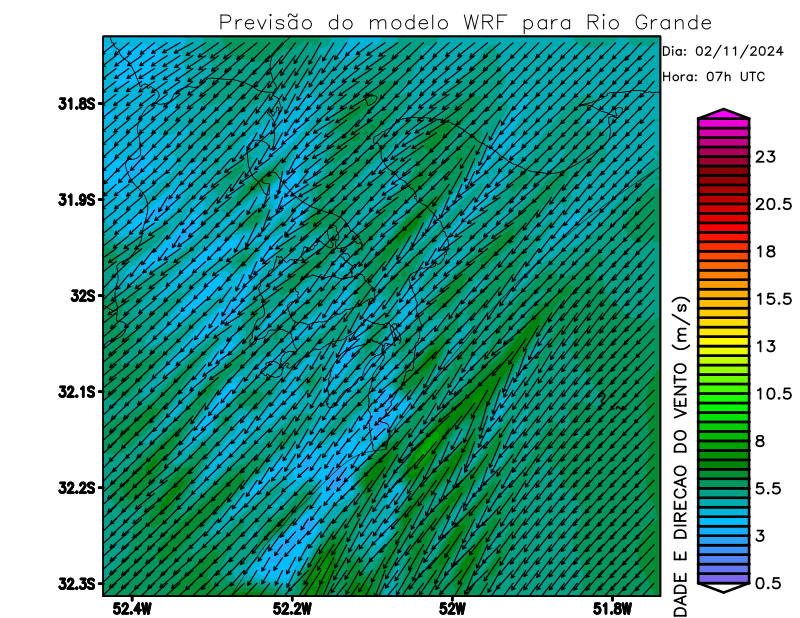 Previsão do modelo WRF para Rio Grande
Dia: 02/11/2024
Hora: 07h UTC
31.8S
31.9S
32S
32.1S
32.2S
32.3S
52.4W
52.2W
52W
51.8W
23
20.5
18
15.5
13
10.5
8
5.5
3
0.5
DADE E DIRECAO DO VENTO (m/s)